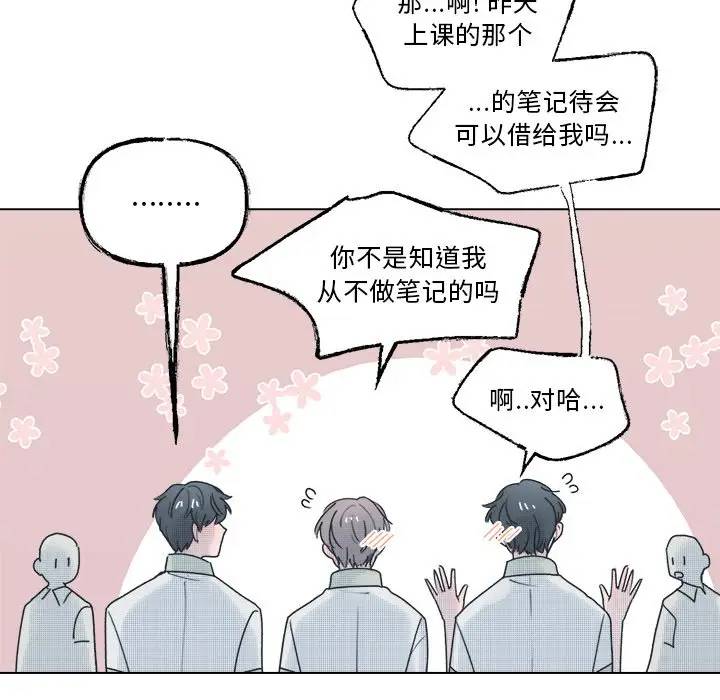 那...啊! 昨天
上课的那个
...的笔记待会
可以借给我吗...
........
你不是知道我
从不做笔记的吗
啊..对哈...